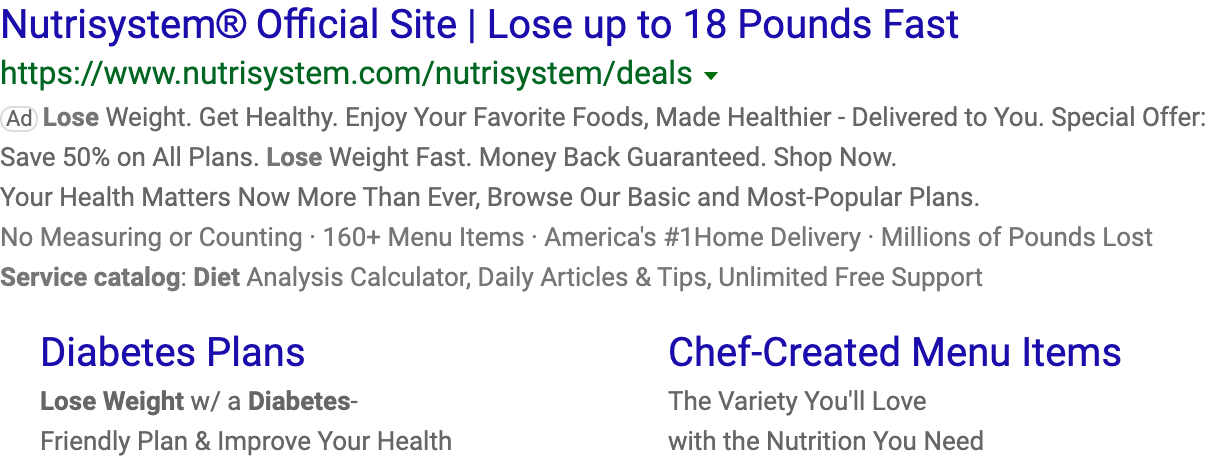 Nutrisystem® Official Site | Lose up to 18 Pounds Fast
https://www.nutrisystem.com/nutrisystem/deals
Ad Lose Weight. Get Healthy. Enjoy Your Favorite Foods, Made Healthier - Delivered to You. Special Offer:
Save 50% on All Plans. Lose Weight Fast. Money Back Guaranteed. Shop Now.
Your Health Matters Now More Than Ever, Browse Our Basic and Most-Popular Plans.
No Measuring or Counting · 160+ Menu Items · America's #1Home Delivery · Millions of Pounds Lost
Service catalog: Diet Analysis Calculator, Daily Articles & Tips, Unlimited Free Support
Diabetes Plans
Lose Weight w/ a Diabetes-
Friendly Plan & Improve Your Health
Chef-Created Menu Items
The Variety You'll Love
with the Nutrition You Need